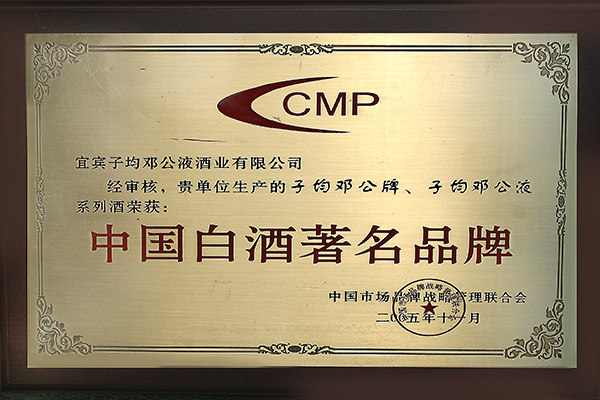 CMP
宜宾子均邓公液酒业有限公司
经审核，贵单位生产的子均邓公牌、子均邓公液
系列酒荣获：
中国白酒著名品牌
中国市场品牌战略管理联合会
二00五年十一月